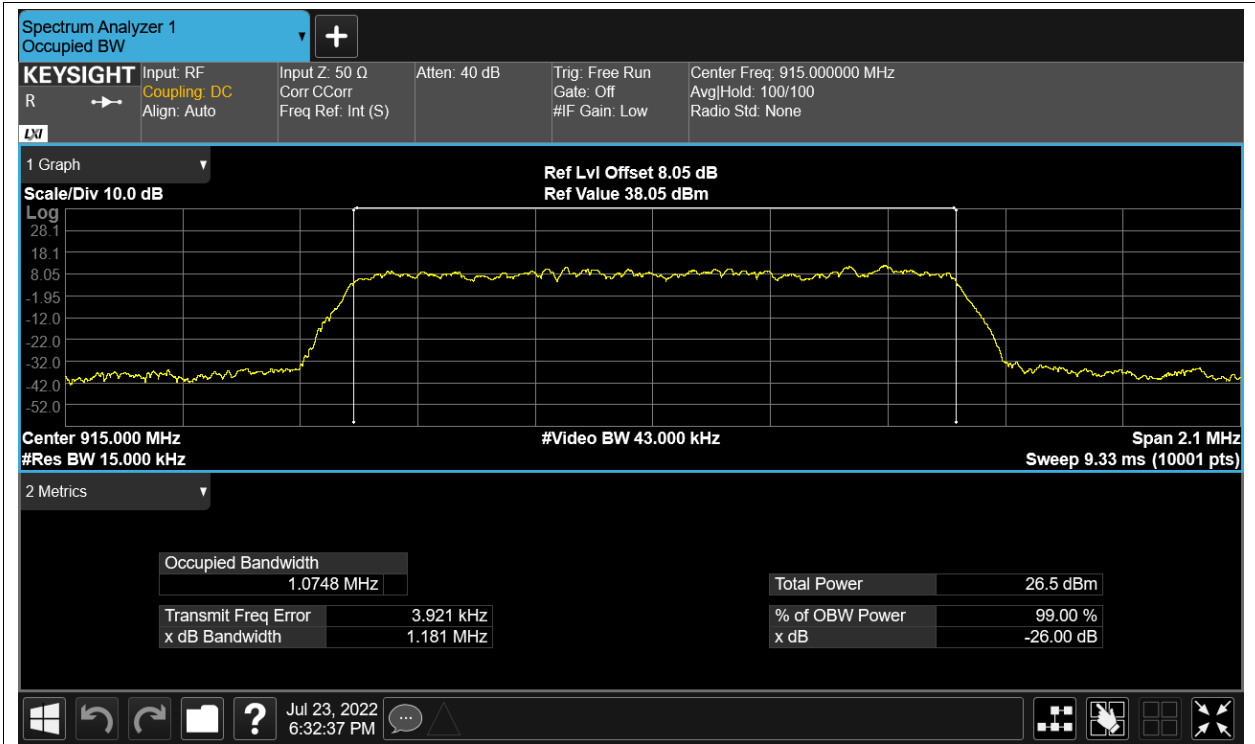 Spectrum Analyzer 1
Occupied BW
▼
+
KEYSIGHT
R
LXI
Input: RF
Coupling: DC
Align: Auto
Input Z: 50 Ω
Corr CCorr
Freq Ref: Int (S)
Atten: 40 dB
Trig: Free Run
Gate: Off
#IF Gain: Low
Center Freq: 915.000000 MHz
Avg|Hold: 100/100
Radio Std: None
1 Graph ▼
Scale/Div 10.0 dB
Ref Lvl Offset 8.05 dB
Ref Value 38.05 dBm
Log
28.1
18.1
8.05
-1.95
-12.0
-22.0
-32.0
-42.0
-52.0
Center 915.000 MHz
#Res BW 15.000 kHz
#Video BW 43.000 kHz
Span 2.1 MHz
Sweep 9.33 ms (10001 pts)
2 Metrics ▼
Occupied Bandwidth
1.0748 MHz
Transmit Freq Error 3.921 kHz
x dB Bandwidth 1.181 MHz
Total Power 26.5 dBm
% of OBW Power 99.00 %
x dB -26.00 dB
?
Jul 23, 2022
6:32:37 PM